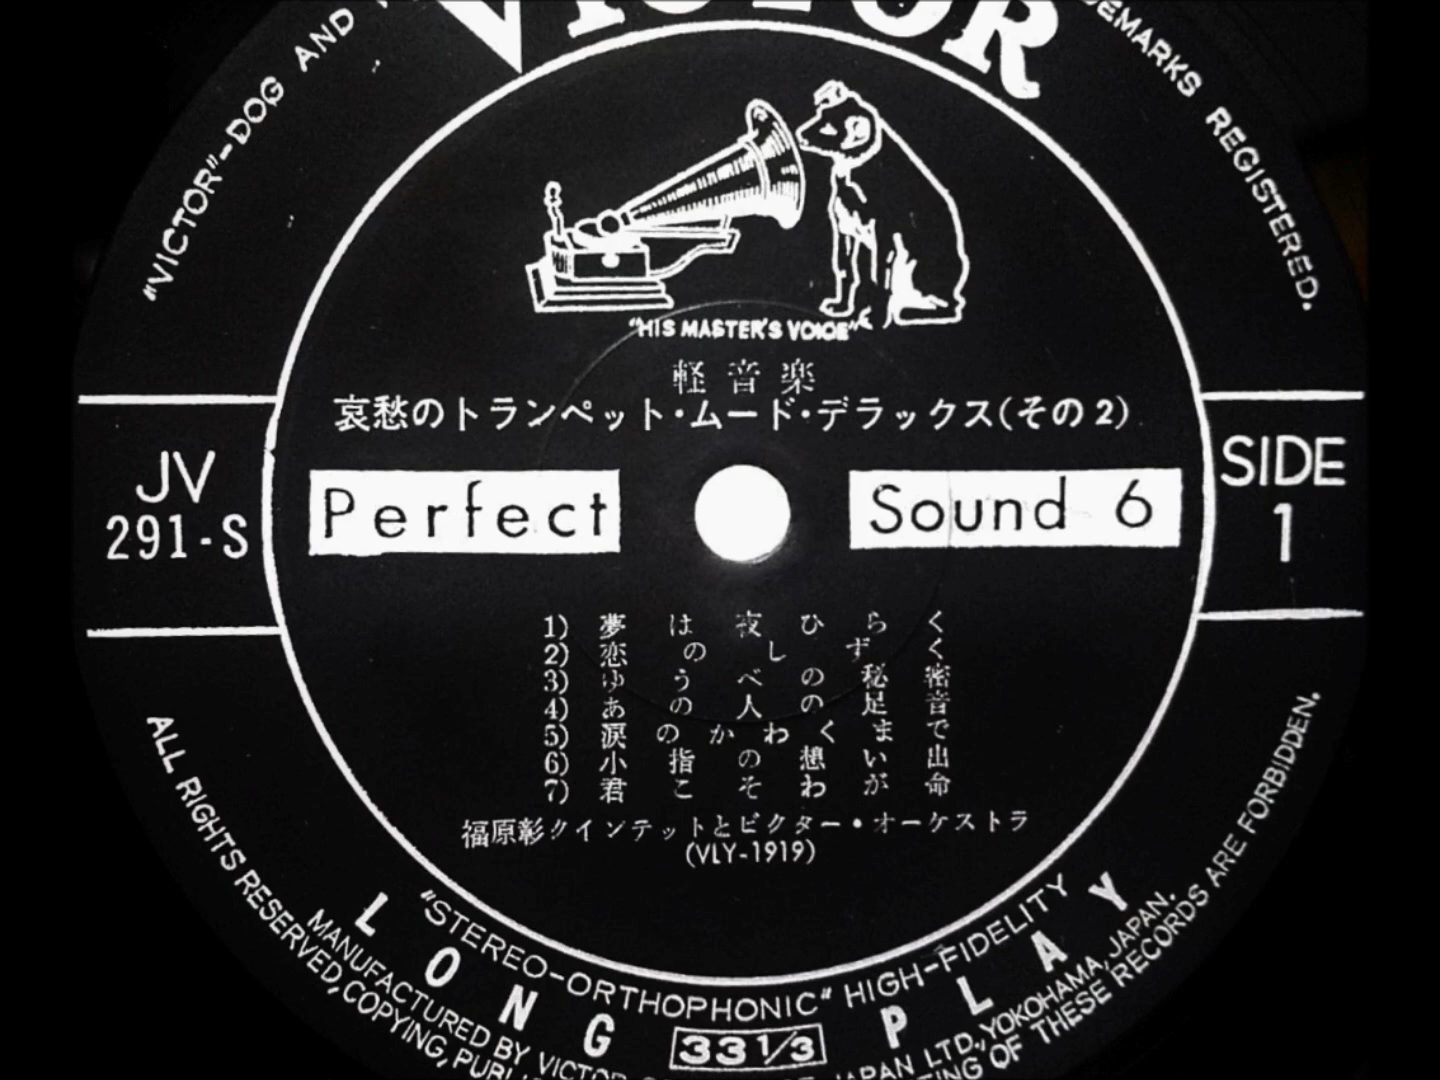 VICTOR
"VICTOR"-DOG AND
REGISTERED.
"HIS MASTER'S VOICE"
軽音楽
哀愁のトランペット・ムード・デラックス(その2)
JV
291-S
Perfect Sound 6
SIDE
1
1) 夢は夜ひらく
2) 恋のしずく
3) ゆうべの秘密
4) あの人の足音
5) 涙のかわくまで
6) 小指の想い出
7) 君こそわが命
福原彰クインテットとビクター・オーケストラ
(VLY-1919)
"STEREO-ORTHOPHONIC" HIGH-FIDELITY
LONG PLAY
33 1/3
MANUFACTURED BY VICTOR JAPAN LTD., YOKOHAMA, JAPAN.
ALL RIGHTS RESERVED, COPYING, OF THESE RECORDS ARE FORBIDDEN.